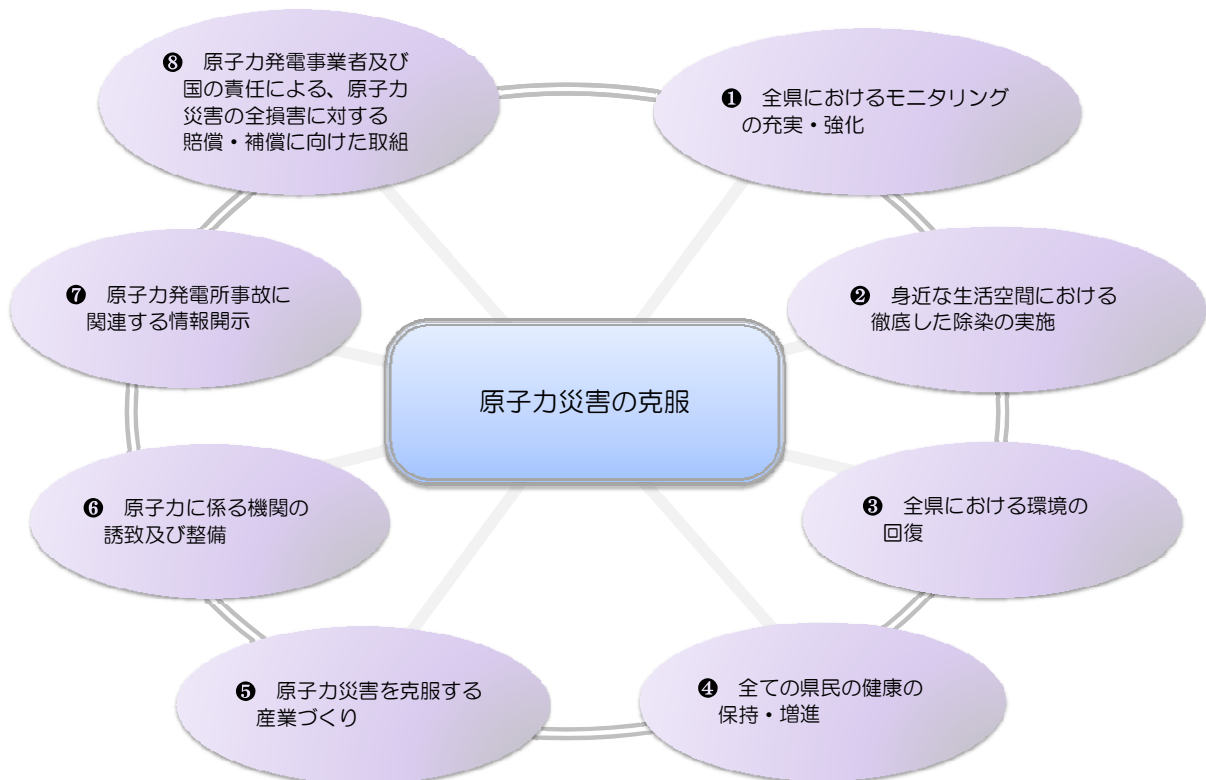 ❽ 原子力発電事業者及び
国の責任による、原子力
災害の全損害に対する
賠償・補償に向けた取組
❶ 全県におけるモニタリング
の充実・強化
❼ 原子力発電所事故に
関連する情報開示
❷ 身近な生活空間における
徹底した除染の実施
原子力災害の克服
❻ 原子力に係る機関の
誘致及び整備
❸ 全県における環境の
回復
❺ 原子力災害を克服する
産業づくり
❹ 全ての県民の健康の
保持・増進